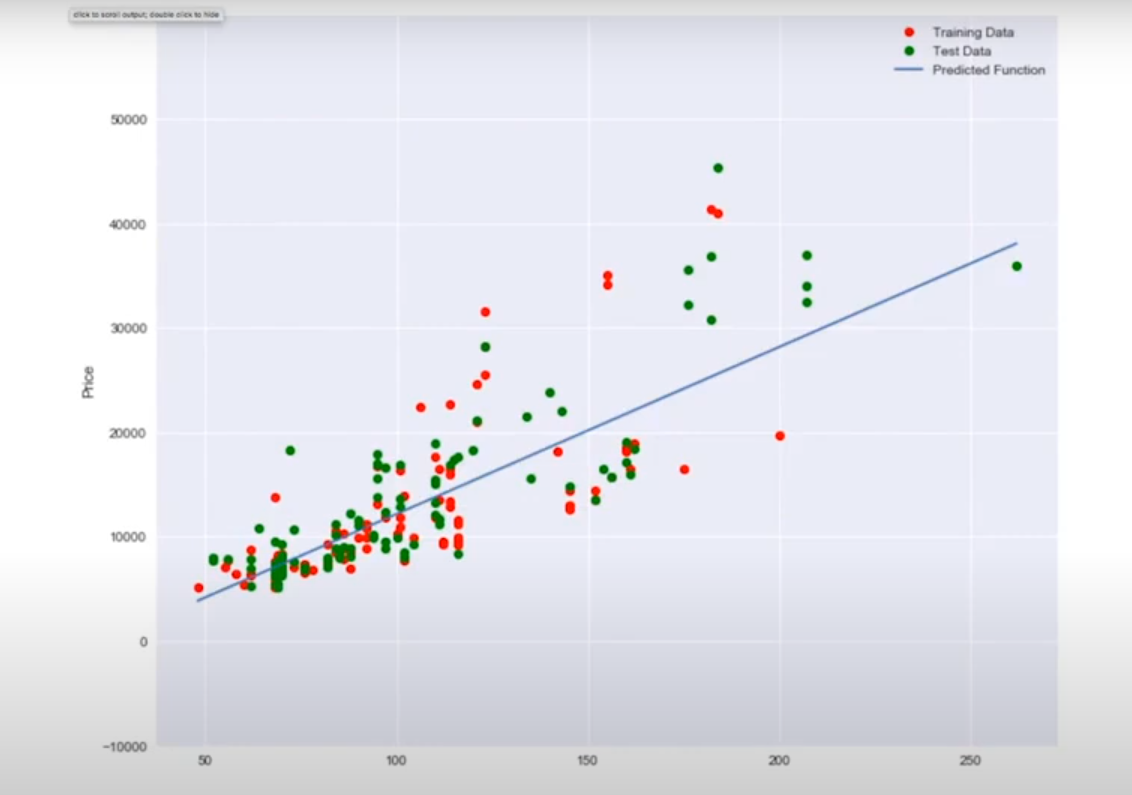 click to scroll output; double click to hide
Training Data
Test Data
Predicted Function
50000
40000
30000
20000
10000
0
−10000
Price
50
100
150
200
250